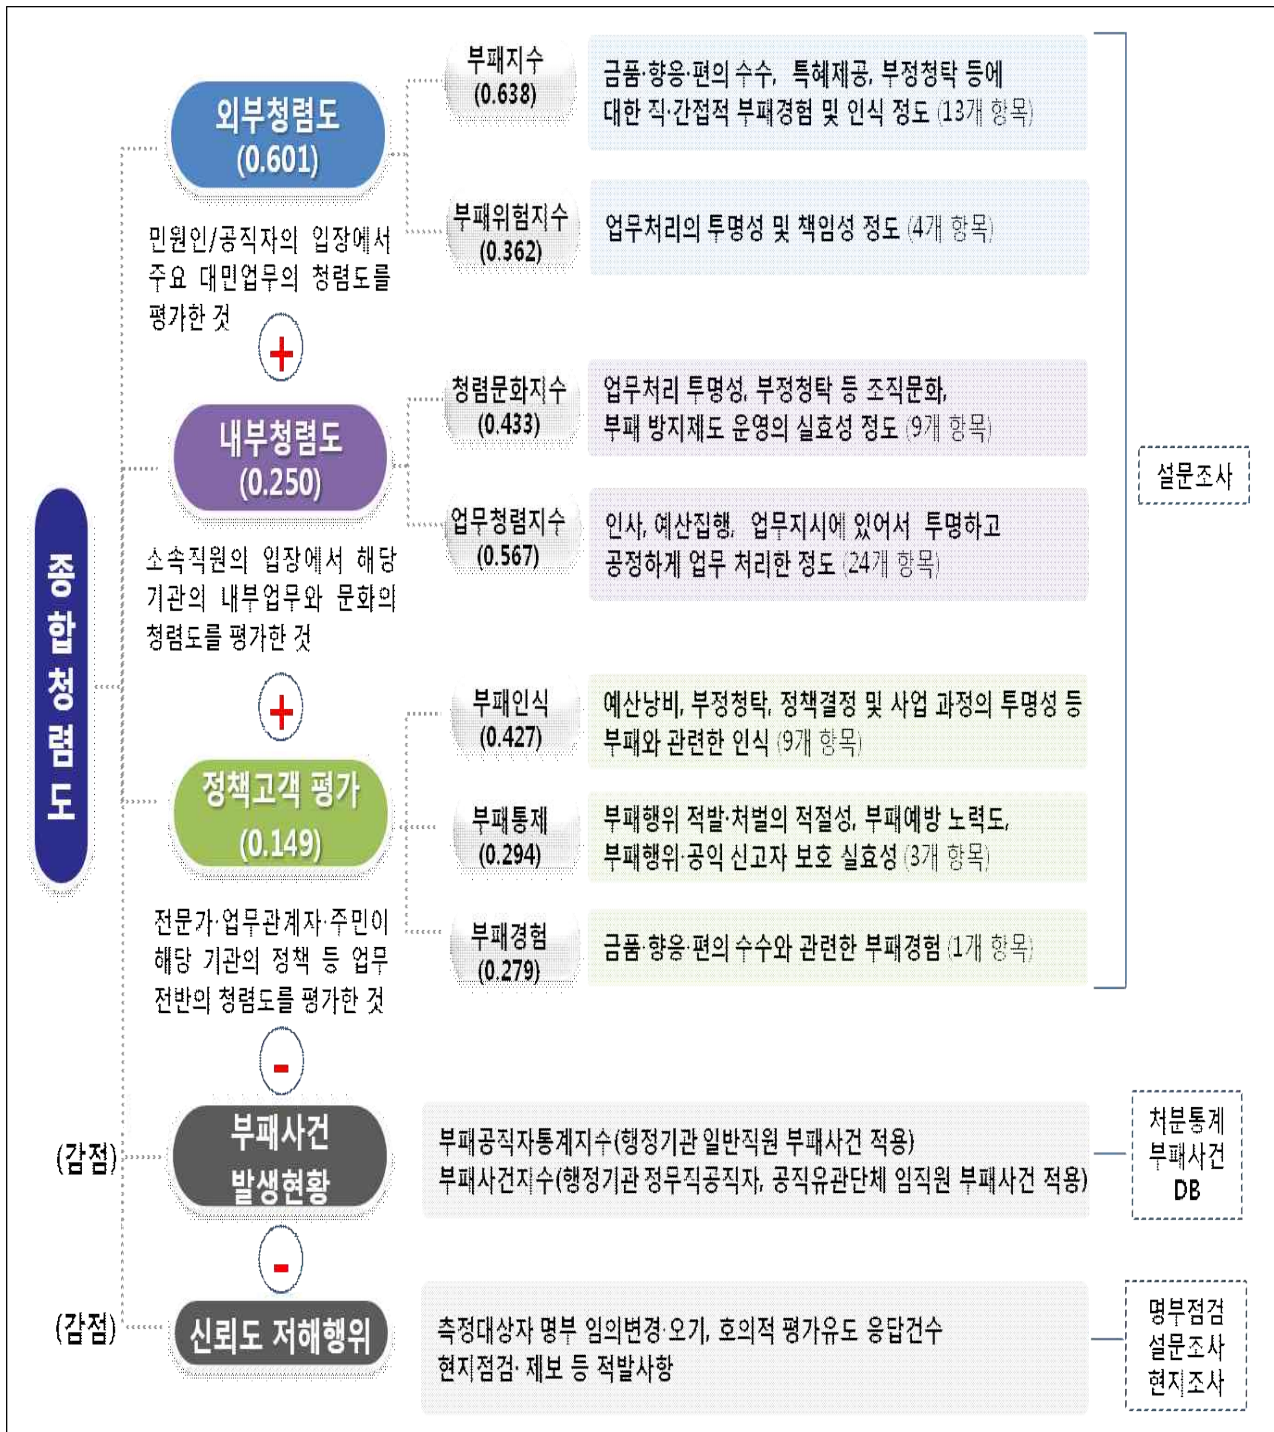 종합청렴도
외부청렴도
(0.601)
민원인/공직자의 입장에서
주요 대민업무의 청렴도를
평가한 것
부패지수
(0.638)
금품·향응·편의 수수, 특혜제공, 부정청탁 등에
대한 직·간접적 부패경험 및 인식 정도 (13개 항목)
부패위험지수
(0.362)
업무처리의 투명성 및 책임성 정도 (4개 항목)
+
내부청렴도
(0.250)
소속직원의 입장에서 해당
기관의 내부업무와 문화의
청렴도를 평가한 것
청렴문화지수
(0.433)
업무처리 투명성, 부정청탁 등 조직문화,
부패 방지제도 운영의 실효성 정도 (9개 항목)
업무청렴지수
(0.567)
인사, 예산집행, 업무지시에 있어서 투명하고
공정하게 업무 처리한 정도 (24개 항목)
+
정책고객 평가
(0.149)
전문가·업무관계자·주민이
해당 기관의 정책 등 업무
전반의 청렴도를 평가한 것
부패인식
(0.427)
예산낭비, 부정청탁, 정책결정 및 사업 과정의 투명성 등
부패와 관련한 인식 (9개 항목)
부패통제
(0.294)
부패행위 적발·처벌의 적절성, 부패예방 노력도,
부패행위·공익 신고자 보호 실효성 (3개 항목)
부패경험
(0.279)
금품·향응·편의 수수와 관련한 부패경험 (1개 항목)
설문조사
-
(감점)
부패사건
발생현황
부패공직자통계지수(행정기관 일반직원 부패사건 적용)
부패사건지수(행정기관 정무직공직자, 공직유관단체 임직원 부패사건 적용)
처분통계
부패사건
DB
-
(감점)
신뢰도 저해행위
측정대상자 명부 임의변경·오기, 호의적 평가유도 응답건수
현지점검· 제보 등 적발사항
명부점검
설문조사
현지조사